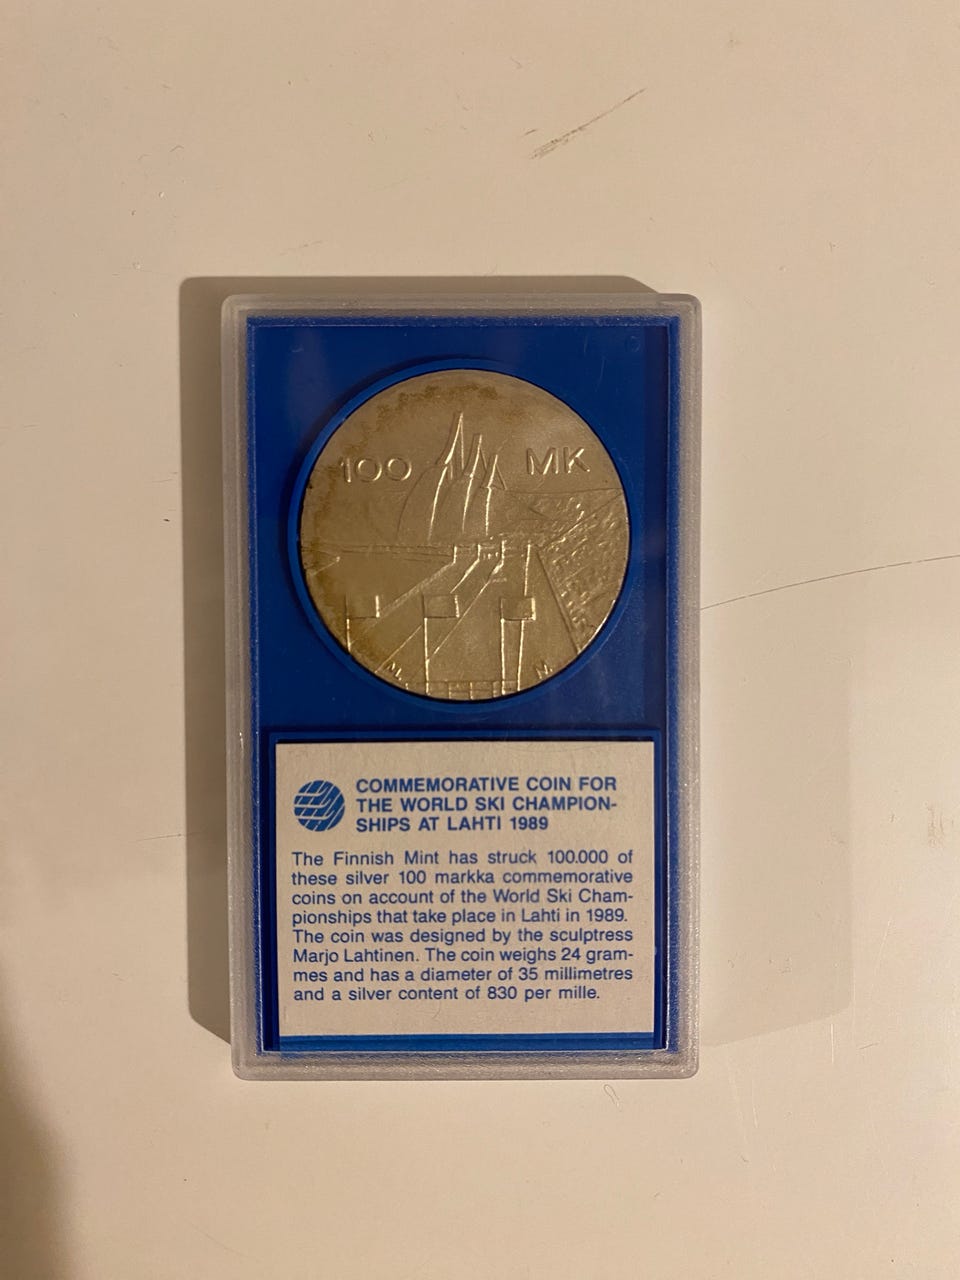 100 MK
M. M.
COMMEMORATIVE COIN FOR
THE WORLD SKI CHAMPION-
SHIPS AT LAHTI 1989
The Finnish Mint has struck 100.000 of
these silver 100 markka commemorative
coins on account of the World Ski Cham-
pionships that take place in Lahti in 1989.
The coin was designed by the sculptress
Marjo Lahtinen. The coin weighs 24 gram-
mes and has a diameter of 35 millimetres
and a silver content of 830 per mille.